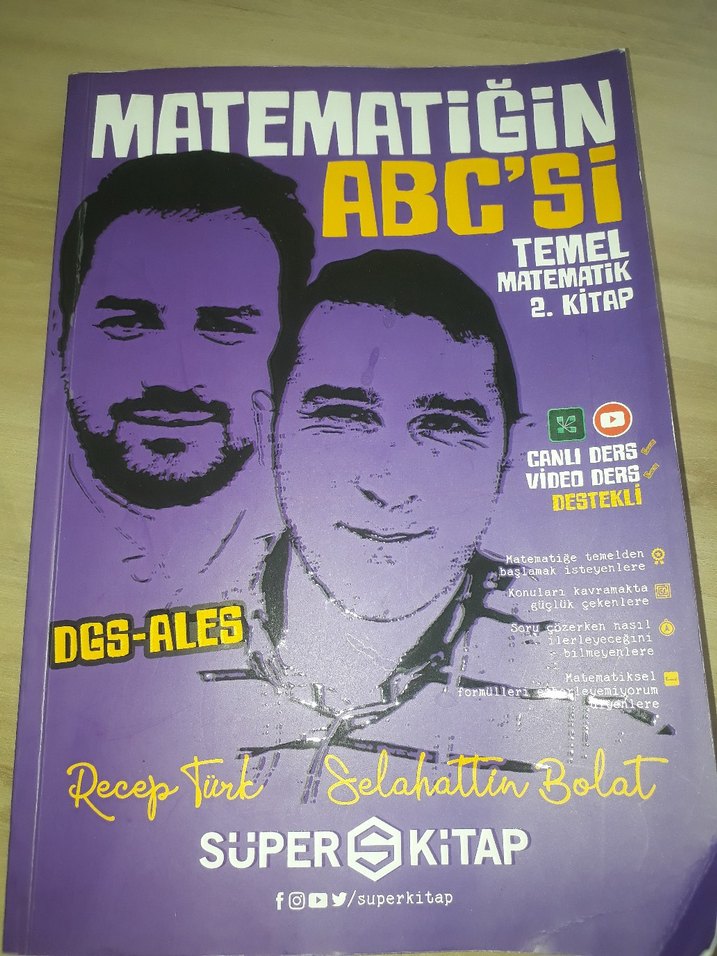 MATEMATİĞİN
ABC'Sİ
TEMEL
MATEMATİK
2. KİTAP
CANLI DERS
VİDEO DERS
DESTEKLİ
Matematiğe temelden
başlamak isteyenlere
Konuları kavramakta
güçlük çekenlere
Soru çözerken nasıl
ilerleyeceğini
bilmeyenlere
Matematiksel
formülleri ezberleyemiyorum
diyenlere
DGS-ALES
Recep Türk Selahattin Bolat
SÜPER KİTAP
/superkitap